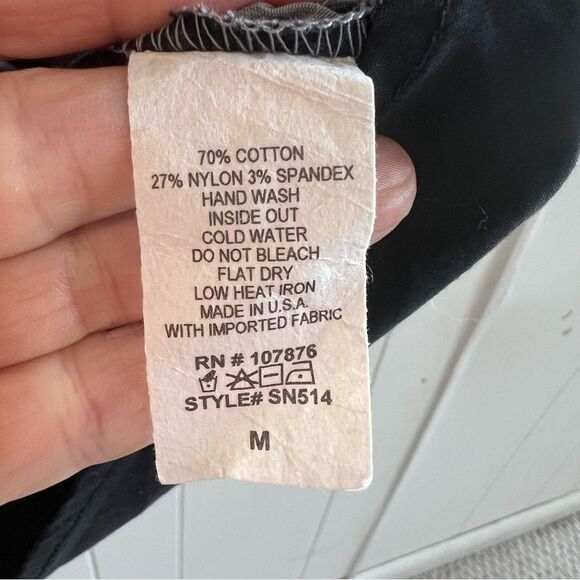 70% COTTON
27% NYLON 3% SPANDEX
HAND WASH
INSIDE OUT
COLD WATER
DO NOT BLEACH
FLAT DRY
LOW HEAT IRON
MADE IN U.S.A.
WITH IMPORTED FABRIC
RN # 107876
STYLE# SN514
M